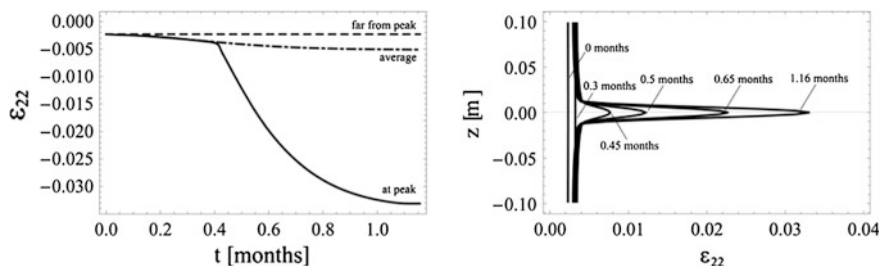 0.000
far from peak
−0.005
average
−0.010
−0.015
−0.020
−0.025
−0.030
at peak
ε22
0.0 0.2 0.4 0.6 0.8 1.0
t [months]
0.10
0 months
0.05
0.3 months
0.5 months
0.65 months
1.16 months
0.00
0.45 months
−0.05
−0.10
z [m]
0.00 0.01 0.02 0.03 0.04
ε22